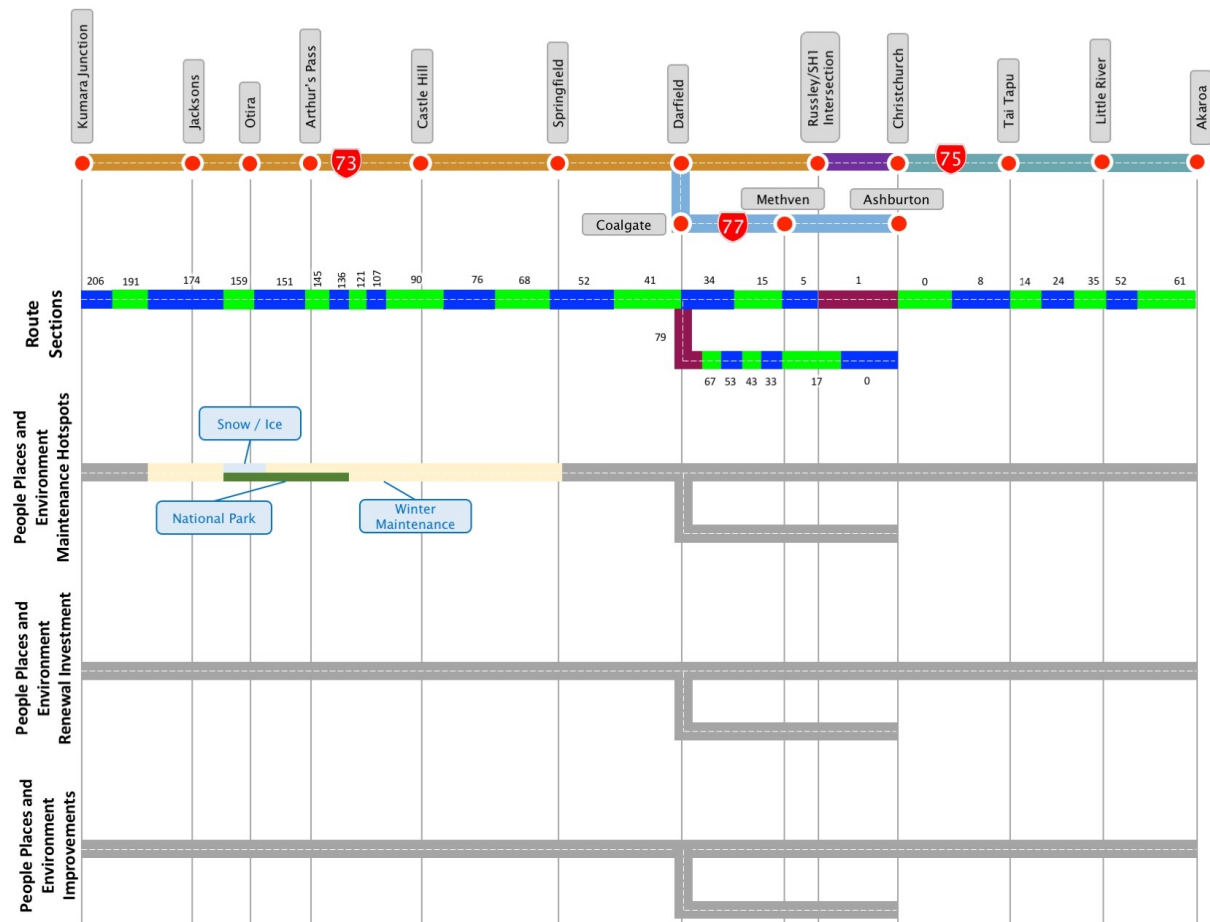 Kumara Junction
Jacksons
Otira
Arthur's Pass
Castle Hill
Springfield
Darfield
Russley/SH1
Intersection
Christchurch
Tai Tapu
Little River
Akaroa
73
75
Methven
Ashburton
Coalgate
77
Route
Sections
206 191 174 159 151 145 136 121 107 90 76 68 52 41 34 15 5 1 0 8 14 24 35 52 61
79
67 53 43 33 17 0
People Places and
Environment
Maintenance Hotspots
Snow / Ice
National Park
Winter
Maintenance
People Places and
Environment
Renewal Investment
People Places and
Environment
Improvements